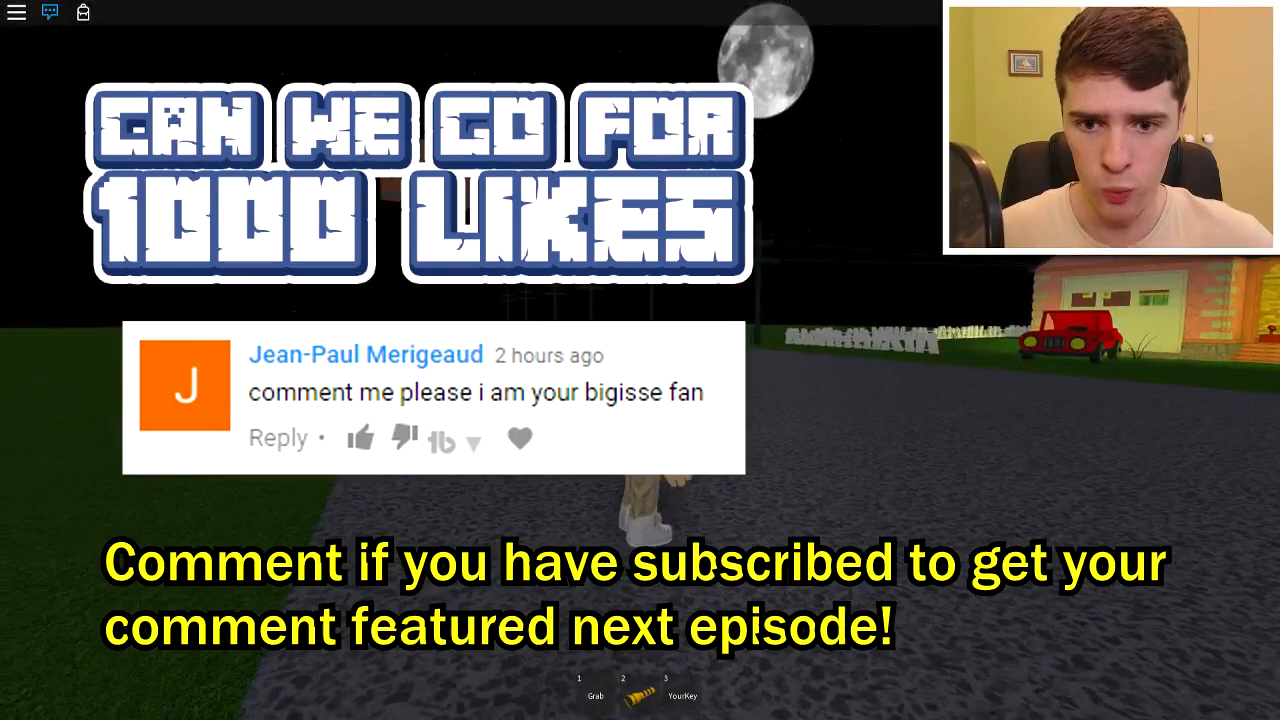 CAN WE GO FOR
1000 LIKES
J
Jean-Paul Merigeaud 2 hours ago
comment me please i am your bigisse fan
Reply •
Comment if you have subscribed to get your
comment featured next episode!
1 2 3
Grab YourKey